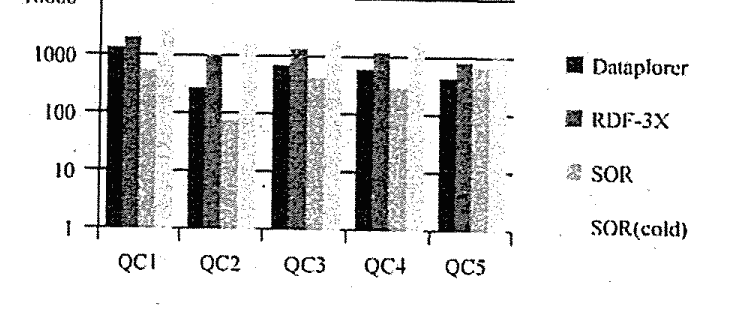 1000
100
10
1
QC1
QC2
QC3
QC4
QC5
Dataplorer
RDF-3X
SOR
SOR(cold)